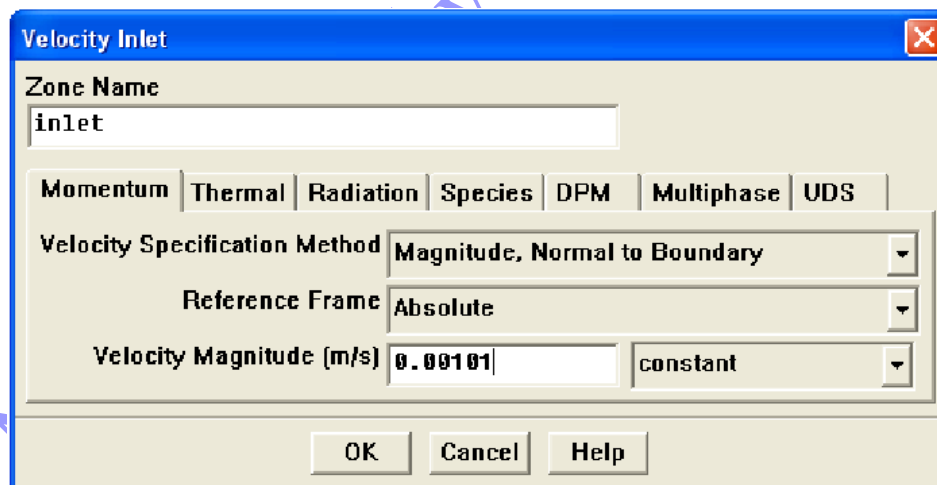 Velocity Inlet
Zone Name
inlet
Momentum Thermal Radiation Species DPM Multiphase UDS
Velocity Specification Method Magnitude, Normal to Boundary
Reference Frame Absolute
Velocity Magnitude (m/s) 0.00101 constant
OK Cancel Help